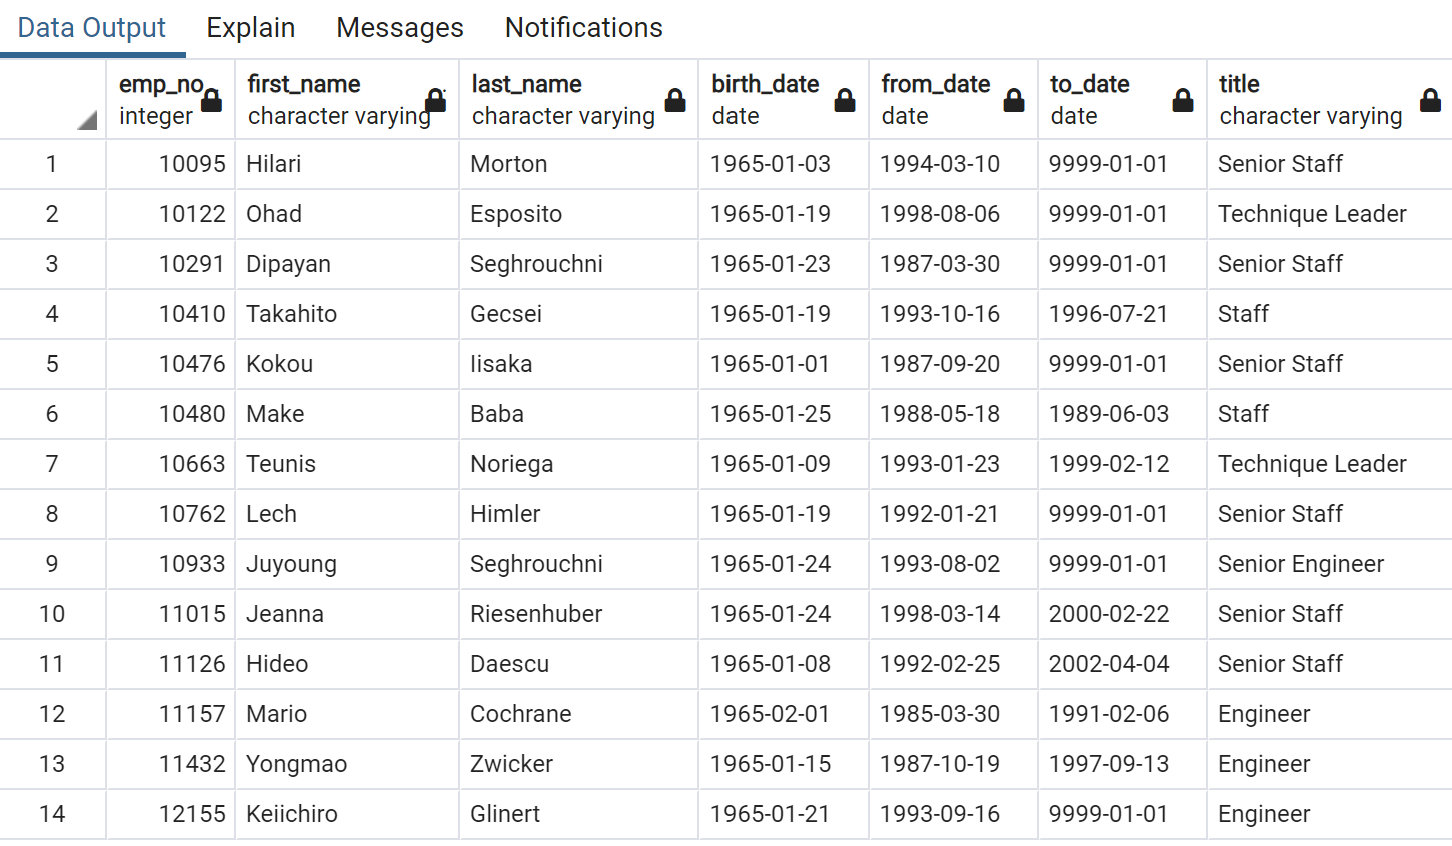 Data Output Explain Messages Notifications
emp_no first_name last_name birth_date from_date to_date title
integer character varying character varying date date date character varying
1 10095 Hilari Morton 1965-01-03 1994-03-10 9999-01-01 Senior Staff
2 10122 Ohad Esposito 1965-01-19 1998-08-06 9999-01-01 Technique Leader
3 10291 Dipayan Seghrouchni 1965-01-23 1987-03-30 9999-01-01 Senior Staff
4 10410 Takahito Gecsei 1965-01-19 1993-10-16 1996-07-21 Staff
5 10476 Kokou Iisaka 1965-01-01 1987-09-20 9999-01-01 Senior Staff
6 10480 Make Baba 1965-01-25 1988-05-18 1989-06-03 Staff
7 10663 Teunis Noriega 1965-01-09 1993-01-23 1999-02-12 Technique Leader
8 10762 Lech Himler 1965-01-19 1992-01-21 9999-01-01 Senior Staff
9 10933 Juyoung Seghrouchni 1965-01-24 1993-08-02 9999-01-01 Senior Engineer
10 11015 Jeanna Riesenhuber 1965-01-24 1998-03-14 2000-02-22 Senior Staff
11 11126 Hideo Daescu 1965-01-08 1992-02-25 2002-04-04 Senior Staff
12 11157 Mario Cochrane 1965-02-01 1985-03-30 1991-02-06 Engineer
13 11432 Yongmao Zwicker 1965-01-15 1987-10-19 1997-09-13 Engineer
14 12155 Keiichiro Glinert 1965-01-21 1993-09-16 9999-01-01 Engineer